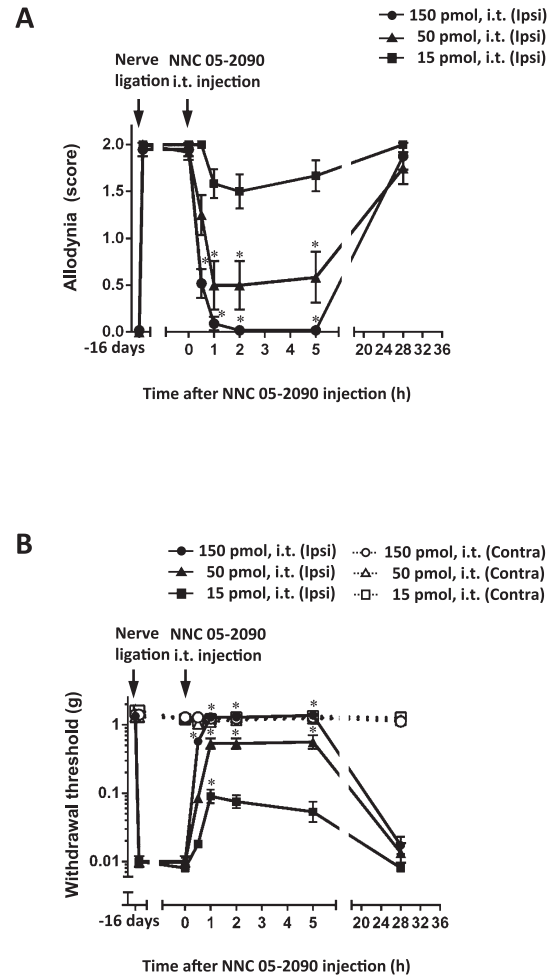 A
150 pmol, i.t. (Ipsi)
50 pmol, i.t. (Ipsi)
15 pmol, i.t. (Ipsi)
Nerve NNC 05-2090
ligation i.t. injection
Allodynia (score)
2.0
1.5
1.0
0.5
0.0
* * * * * * *
-16 days 0 1 2 3 4 5 20 24 28 32 36
Time after NNC 05-2090 injection (h)
B
150 pmol, i.t. (Ipsi) 150 pmol, i.t. (Contra)
50 pmol, i.t. (Ipsi) 50 pmol, i.t. (Contra)
15 pmol, i.t. (Ipsi) 15 pmol, i.t. (Contra)
Nerve NNC 05-2090
ligation i.t. injection
Withdrawal threshold (g)
1
0.1
0.01
* * * * * * * *
-16 days 0 1 2 3 4 5 20 24 28 32 36
Time after NNC 05-2090 injection (h)